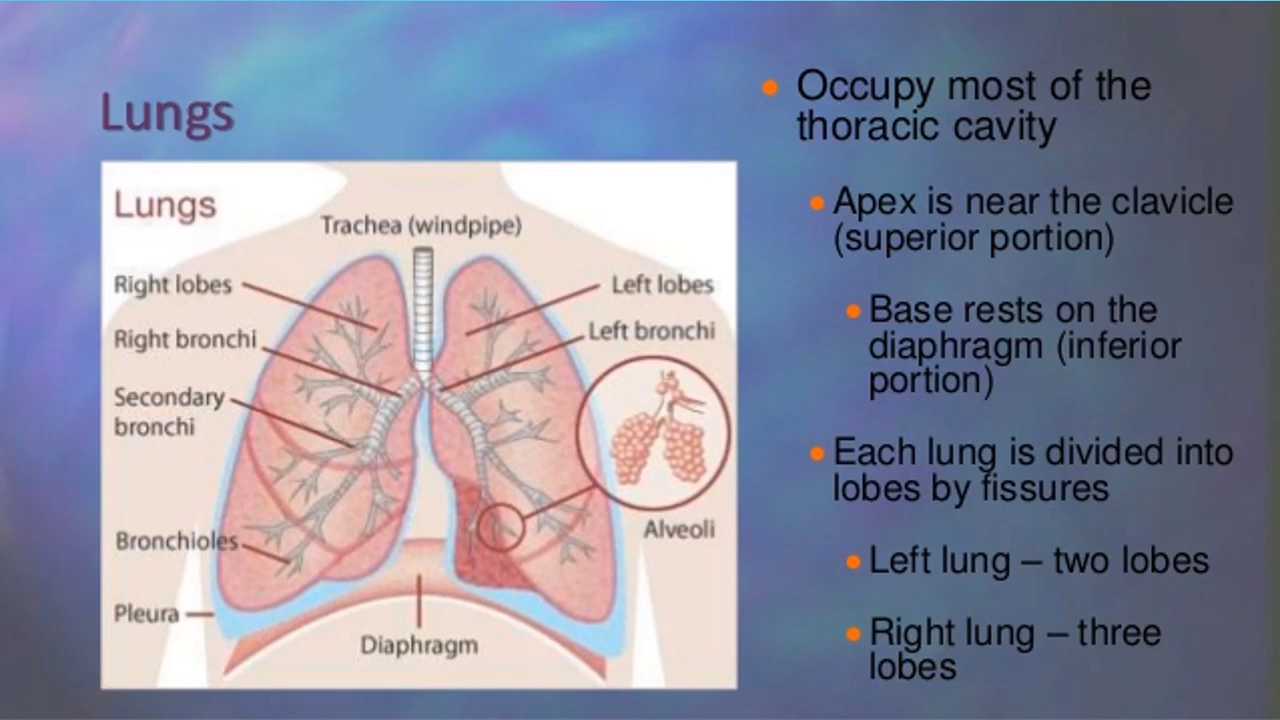 Lungs
Lungs
Trachea (windpipe)
Right lobes
Left lobes
Right bronchi
Left bronchi
Secondary
bronchi
Alveoli
Bronchioles
Pleura
Diaphragm
• Occupy most of the
thoracic cavity
• Apex is near the clavicle
(superior portion)
• Base rests on the
diaphragm (inferior
portion)
• Each lung is divided into
lobes by fissures
• Left lung – two lobes
• Right lung – three
lobes